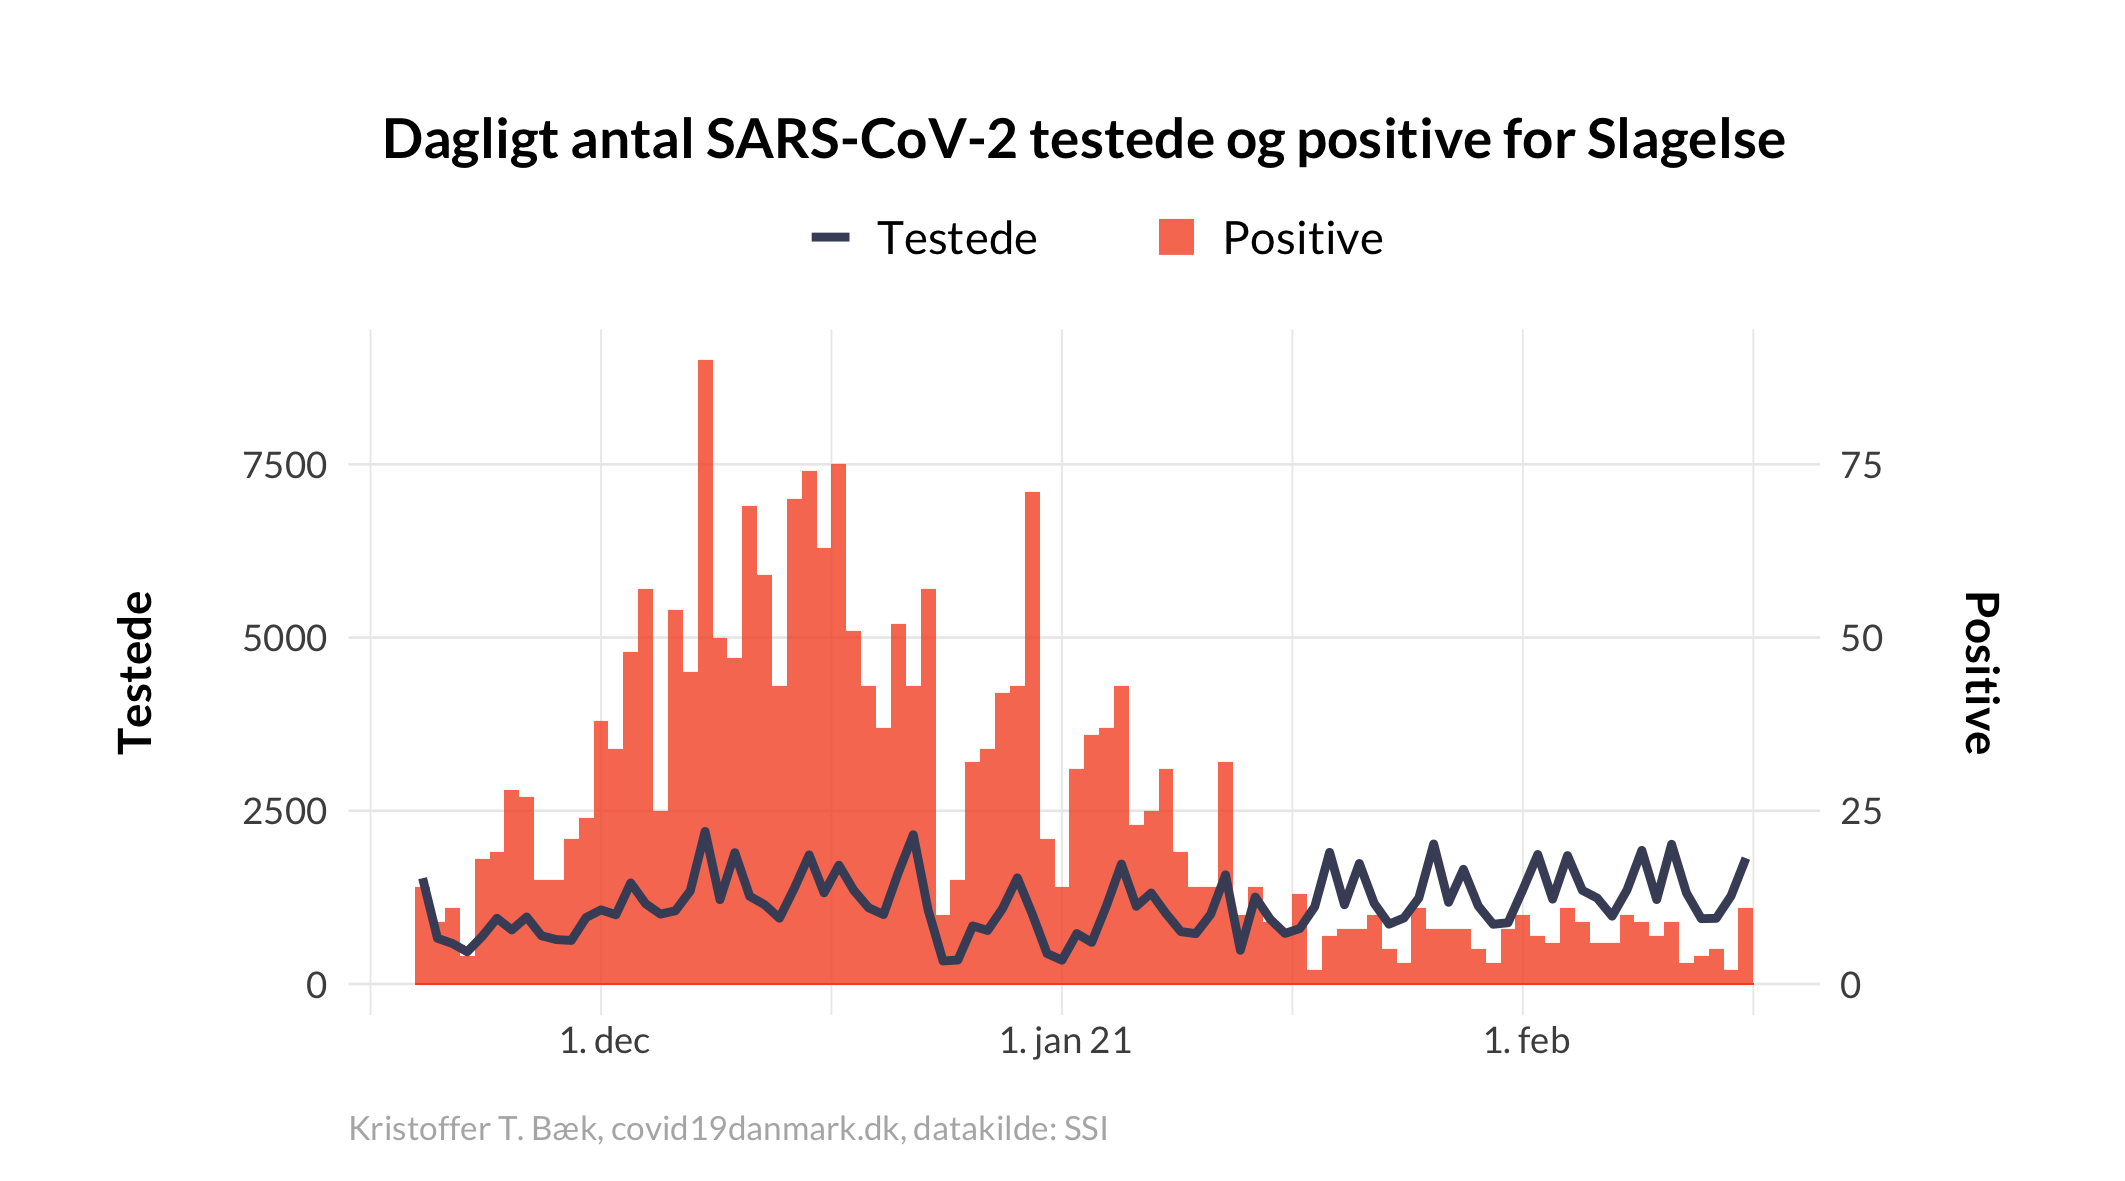 Dagligt antal SARS-CoV-2 testede og positive for Slagelse
Testede
Positive
Testede
7500
5000
2500
0
75
50
25
0
Positive
1. dec
1. jan 21
1. feb
Kristoffer T. Bæk, covid19danmark.dk, datakilde: SSI